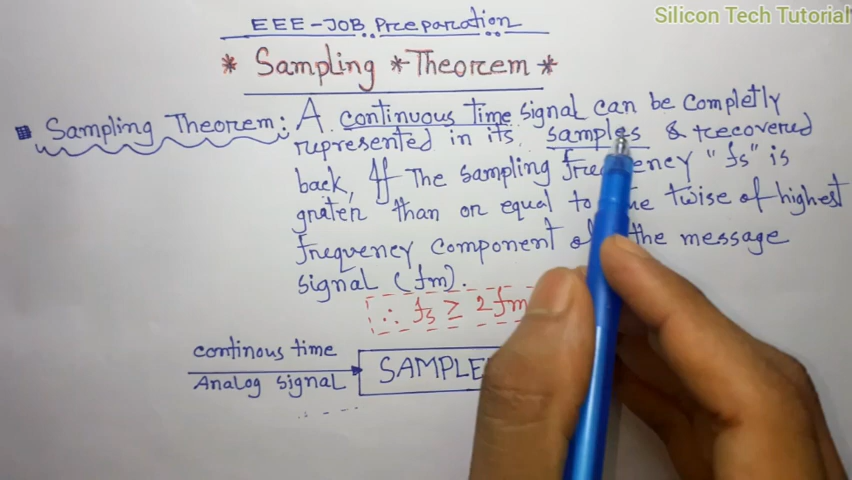 Silicon Tech Tutorial
EEE-JOB Preparation
* Sampling * Theorem *
Sampling Theorem: A continuous time signal can be completly
represented in its samples & recovered
back, If The sampling frequency "fs" is
grater than or equal to the twise of highest
frequency component of the message
signal (fm).
∴ fs ≥ 2fm
continous time
Analog signal
SAMPLE